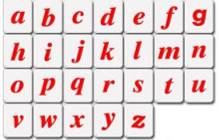 a b c d e f g
h i j k l m n
o p q r s t u
v w x y z